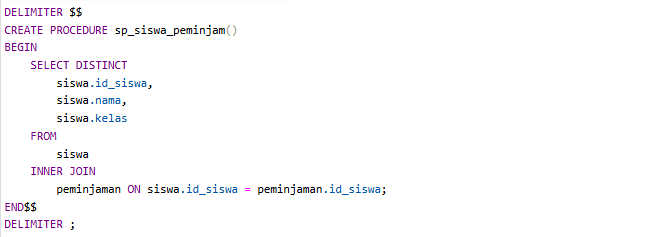 DELIMITER $$
CREATE PROCEDURE sp_siswa_peminjam()
BEGIN
    SELECT DISTINCT
        siswa.id_siswa,
        siswa.nama,
        siswa.kelas
    FROM
        siswa
    INNER JOIN
        peminjaman ON siswa.id_siswa = peminjaman.id_siswa;
END$$
DELIMITER ;